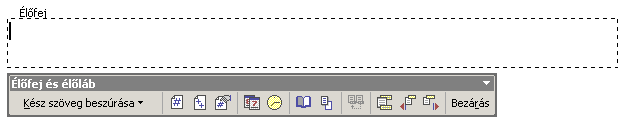 Élőfej
Élőfej és élőláb
Kész szöveg beszúrása
Bezárás